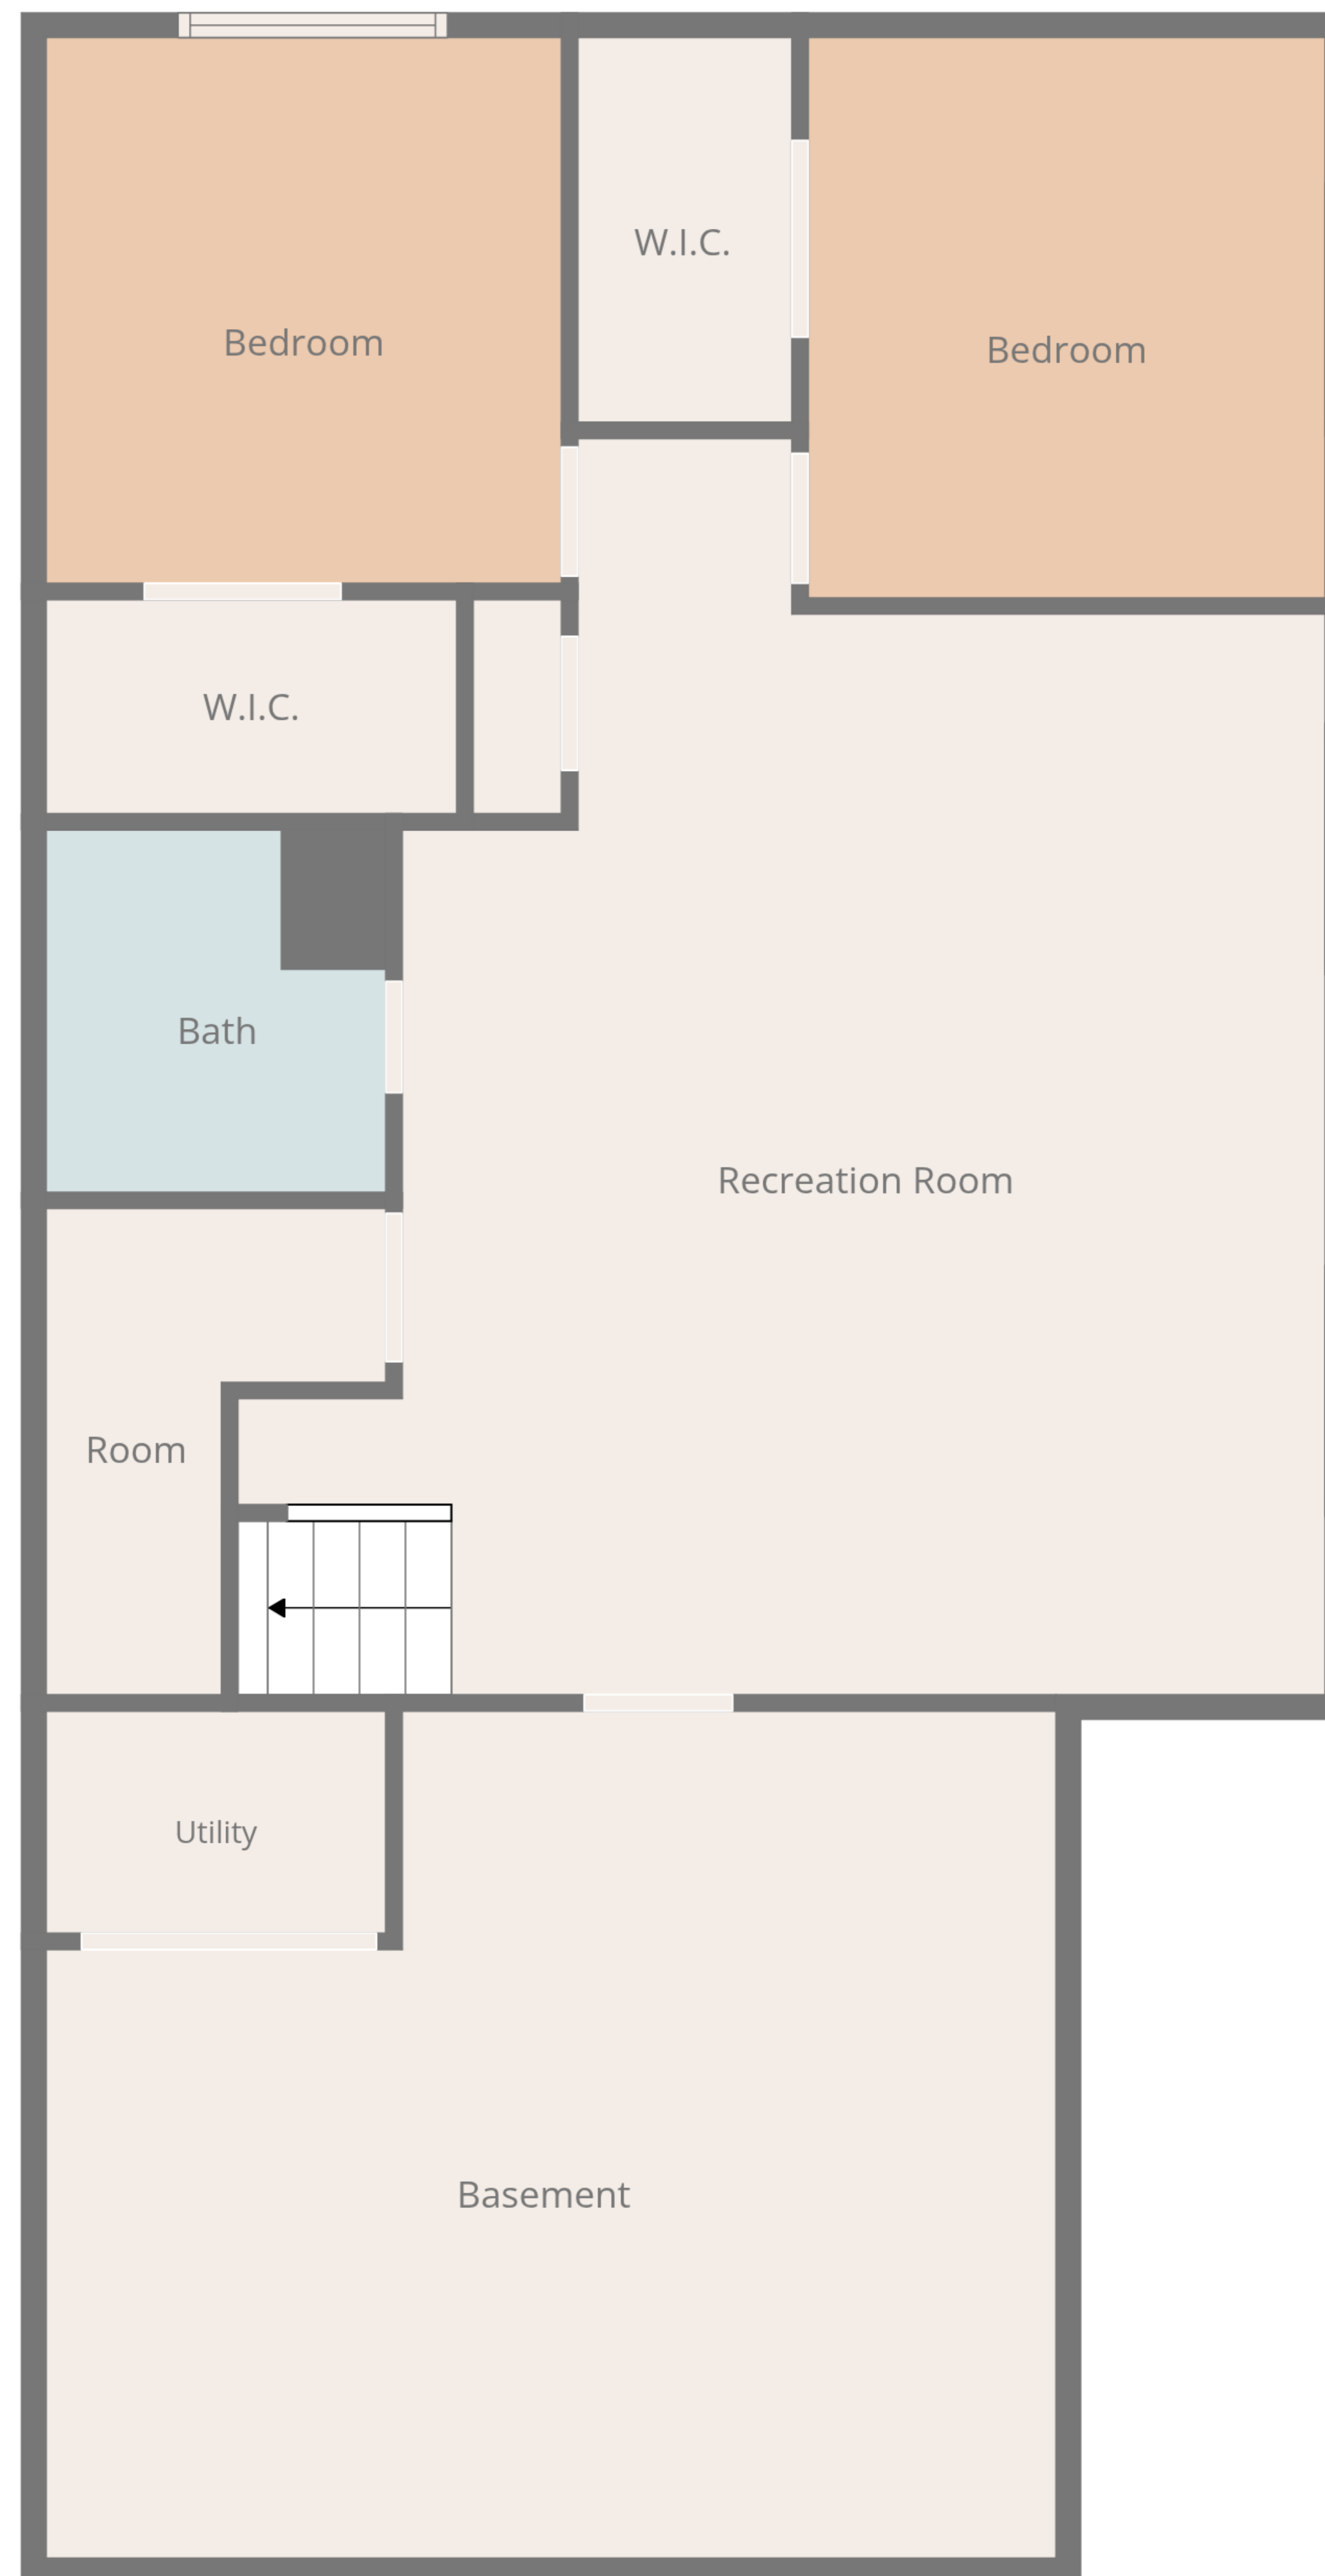 W.I.C.
Bedroom
Bedroom
W.I.C.
Bath
Recreation Room
Room
Utility
Basement